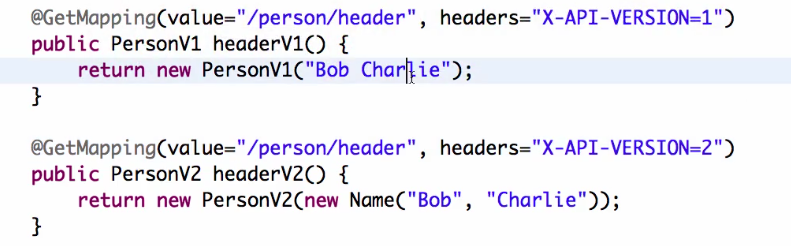 @GetMapping(value="/person/header", headers="X-API-VERSION=1")
public PersonV1 headerV1() {
    return new PersonV1("Bob Charlie");
}
@GetMapping(value="/person/header", headers="X-API-VERSION=2")
public PersonV2 headerV2() {
    return new PersonV2(new Name("Bob", "Charlie"));
}